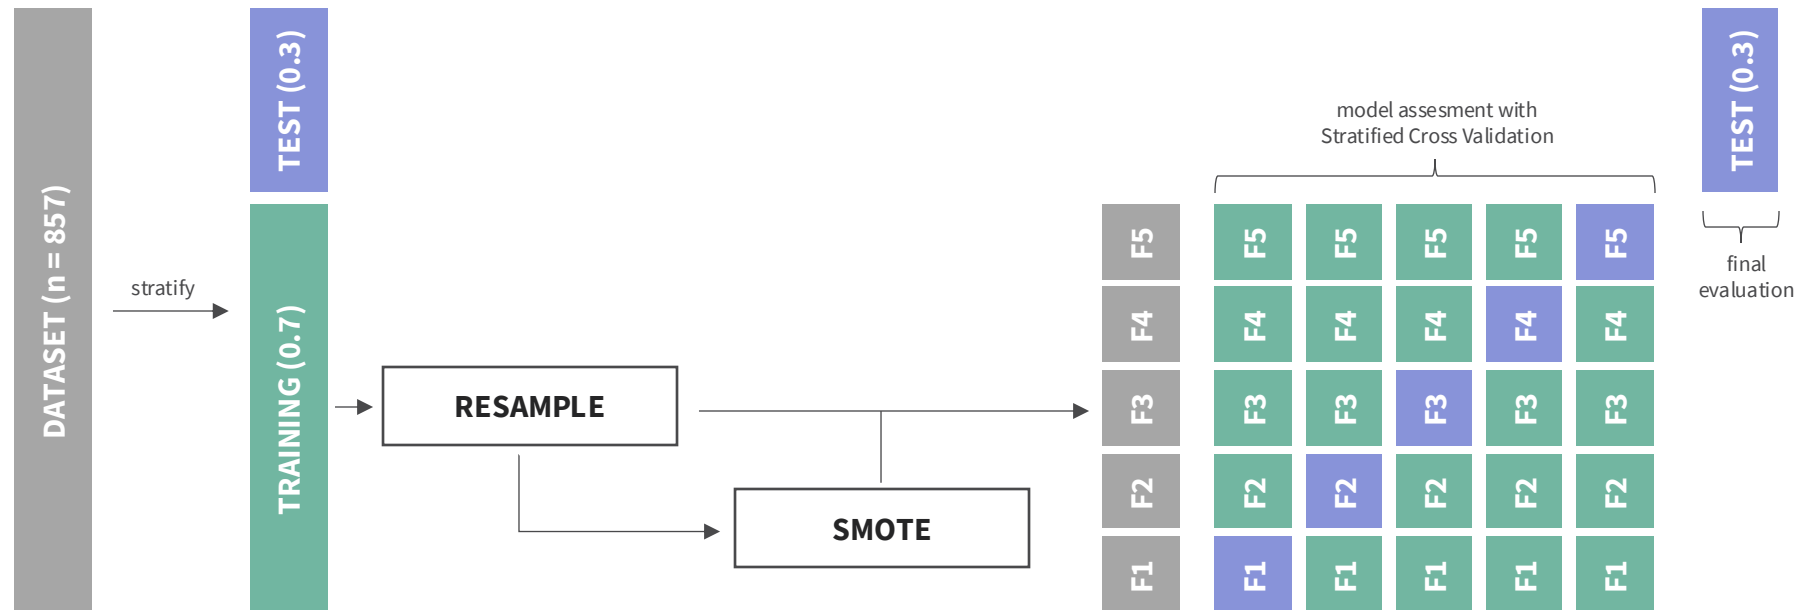 DATASET (n = 857)
stratify
TEST (0.3)
TRAINING (0.7)
RESAMPLE
SMOTE
model assesment with
Stratified Cross Validation
F5 F5 F5 F5 F5 F5
F4 F4 F4 F4 F4 F4
F3 F3 F3 F3 F3 F3
F2 F2 F2 F2 F2 F2
F1 F1 F1 F1 F1 F1
TEST (0.3)
final
evaluation